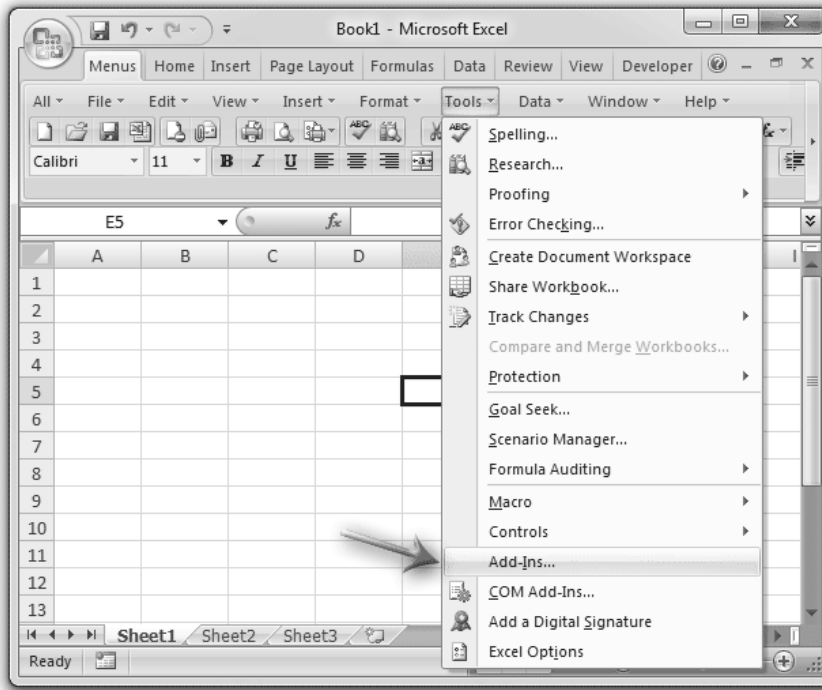 Book1 - Microsoft Excel
Menus Home Insert Page Layout Formulas Data Review View Developer
All File Edit View Insert Format Tools Data Window Help
ABC ABC
Calibri 11 B I U a
E5 fx
A B C D I
1
2
3
4
5
6
7
8
9
10
11
12
13
Spelling...
Research...
Proofing
Error Checking...
Create Document Workspace
Share Workbook...
Track Changes
Compare and Merge Workbooks...
Protection
Goal Seek...
Scenario Manager...
Formula Auditing
Macro
Controls
Add-Ins...
COM Add-Ins...
Add a Digital Signature
Excel Options
Sheet1 Sheet2 Sheet3
Ready